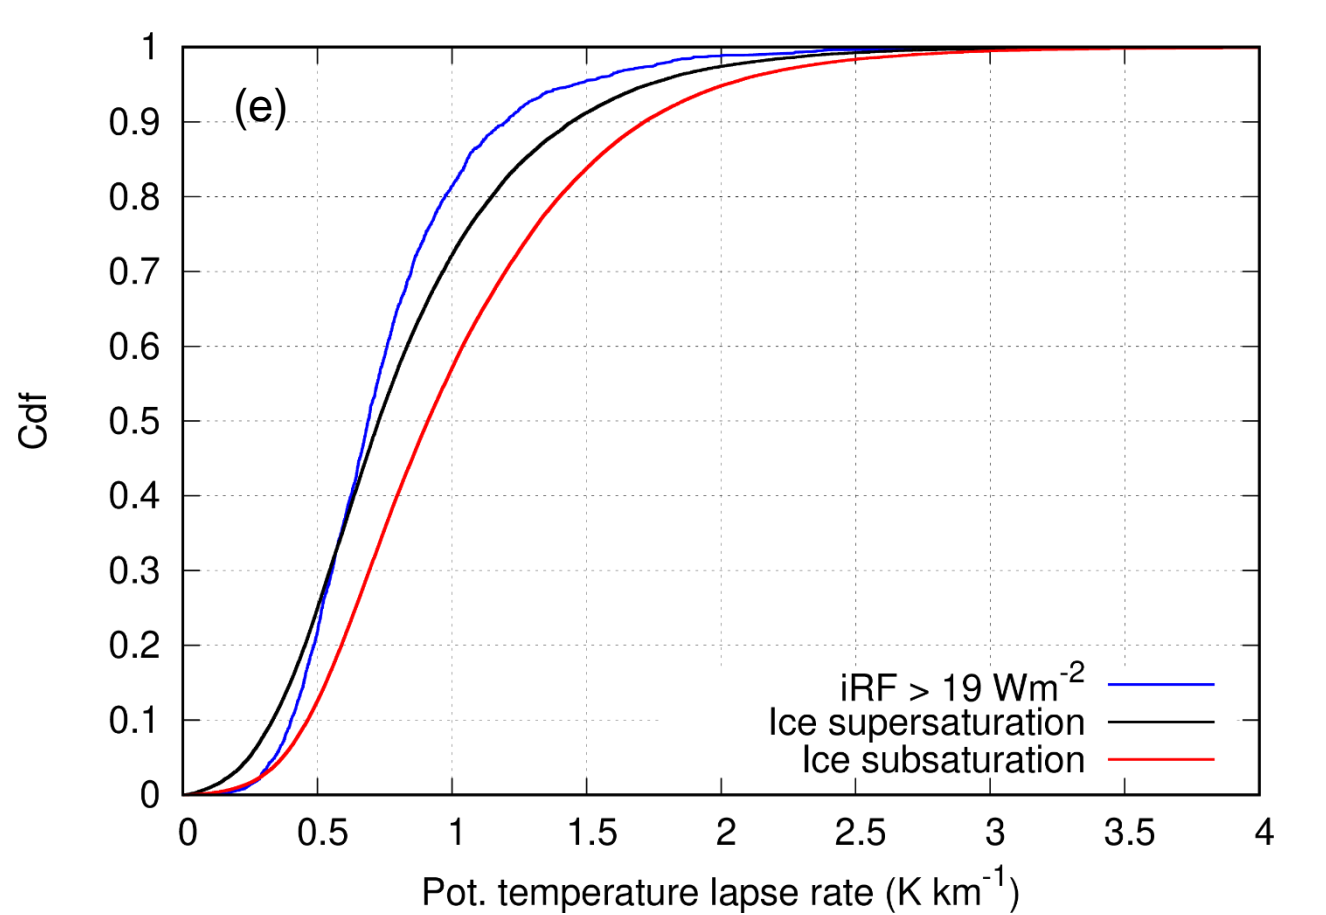 (e)
1
0.9
0.8
0.7
0.6
0.5
0.4
0.3
0.2
0.1
0
Cdf
iRF > 19 Wm⁻²
Ice supersaturation
Ice subsaturation
0 0.5 1 1.5 2 2.5 3 3.5 4
Pot. temperature lapse rate (K km⁻¹)